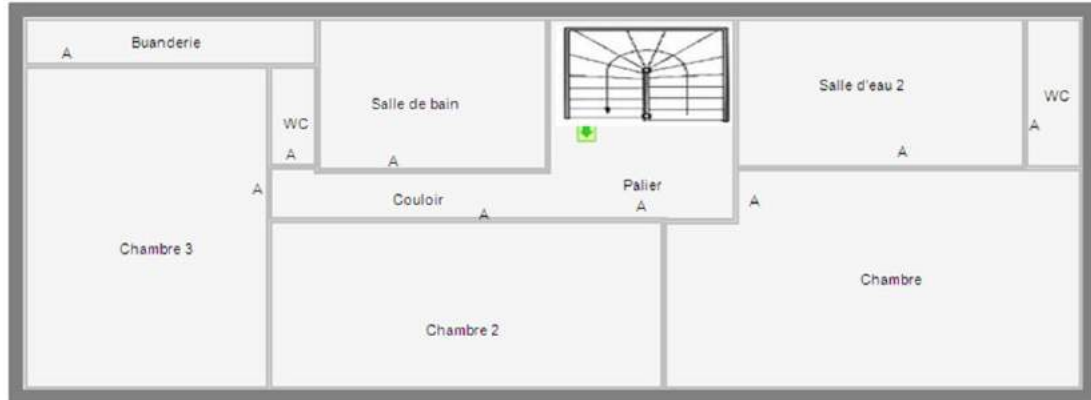 Buanderie
A
Salle de bain
Salle d'eau 2
WC
WC
A
A
A
A
A
Couloir
Palier
A
A
A
Chambre 3
Chambre
Chambre 2